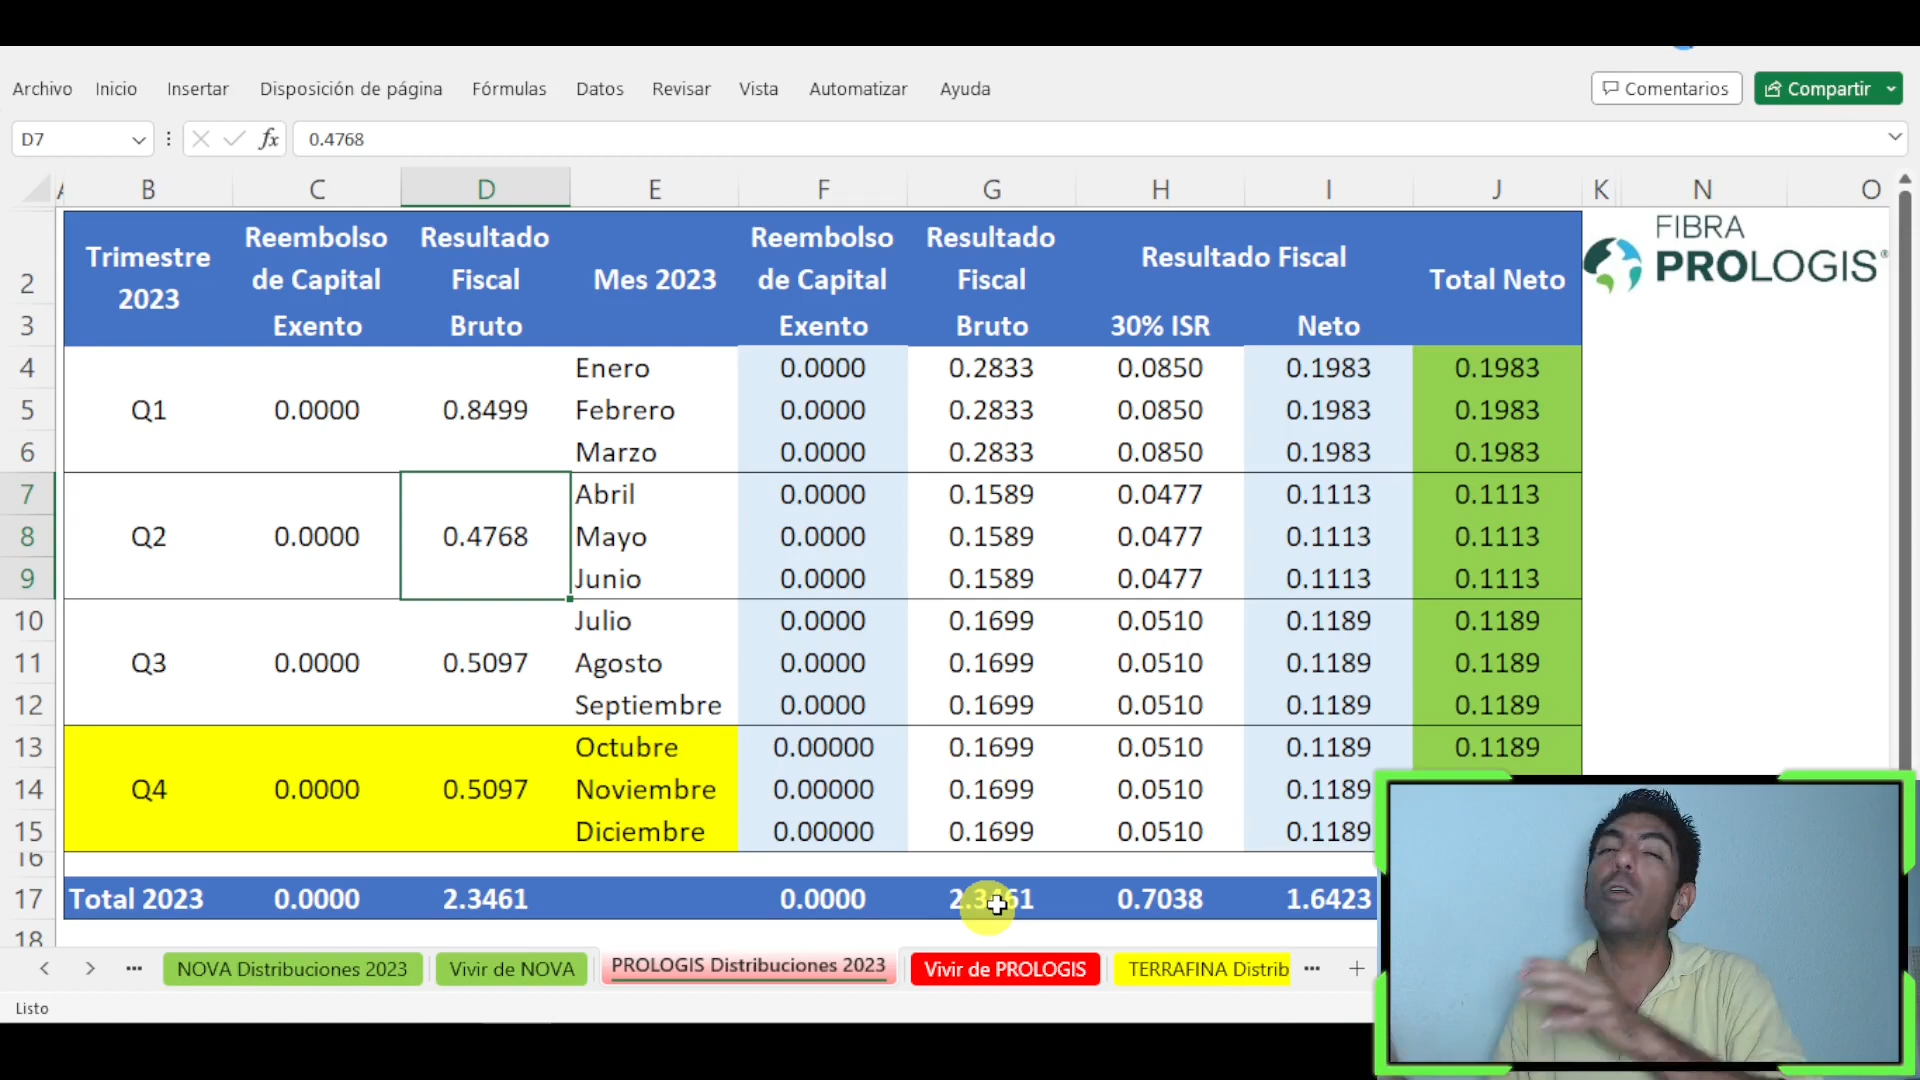 Archivo Inicio Insertar Disposición de página Fórmulas Datos Revisar Vista Automatizar Ayuda Comentarios Compartir
D7 fx 0.4768
B C D E F G H I J K N O
2 Trimestre 2023 Reembolso de Capital Resultado Fiscal Mes 2023 Reembolso de Capital Resultado Fiscal Resultado Fiscal Total Neto FIBRA PROLOGIS®
3 Exento Bruto Exento Bruto 30% ISR Neto
4 Enero 0.0000 0.2833 0.0850 0.1983 0.1983
5 Q1 0.0000 0.8499 Febrero 0.0000 0.2833 0.0850 0.1983 0.1983
6 Marzo 0.0000 0.2833 0.0850 0.1983 0.1983
7 Abril 0.0000 0.1589 0.0477 0.1113 0.1113
8 Q2 0.0000 0.4768 Mayo 0.0000 0.1589 0.0477 0.1113 0.1113
9 Junio 0.0000 0.1589 0.0477 0.1113 0.1113
10 Julio 0.0000 0.1699 0.0510 0.1189 0.1189
11 Q3 0.0000 0.5097 Agosto 0.0000 0.1699 0.0510 0.1189 0.1189
12 Septiembre 0.0000 0.1699 0.0510 0.1189 0.1189
13 Octubre 0.00000 0.1699 0.0510 0.1189 0.1189
14 Q4 0.0000 0.5097 Noviembre 0.00000 0.1699 0.0510 0.1189
15 Diciembre 0.00000 0.1699 0.0510 0.1189
16
17 Total 2023 0.0000 2.3461 0.0000 2.3461 0.7038 1.6423
18
NOVA Distribuciones 2023 Vivir de NOVA PROLOGIS Distribuciones 2023 Vivir de PROLOGIS TERRAFINA Distrib
Listo